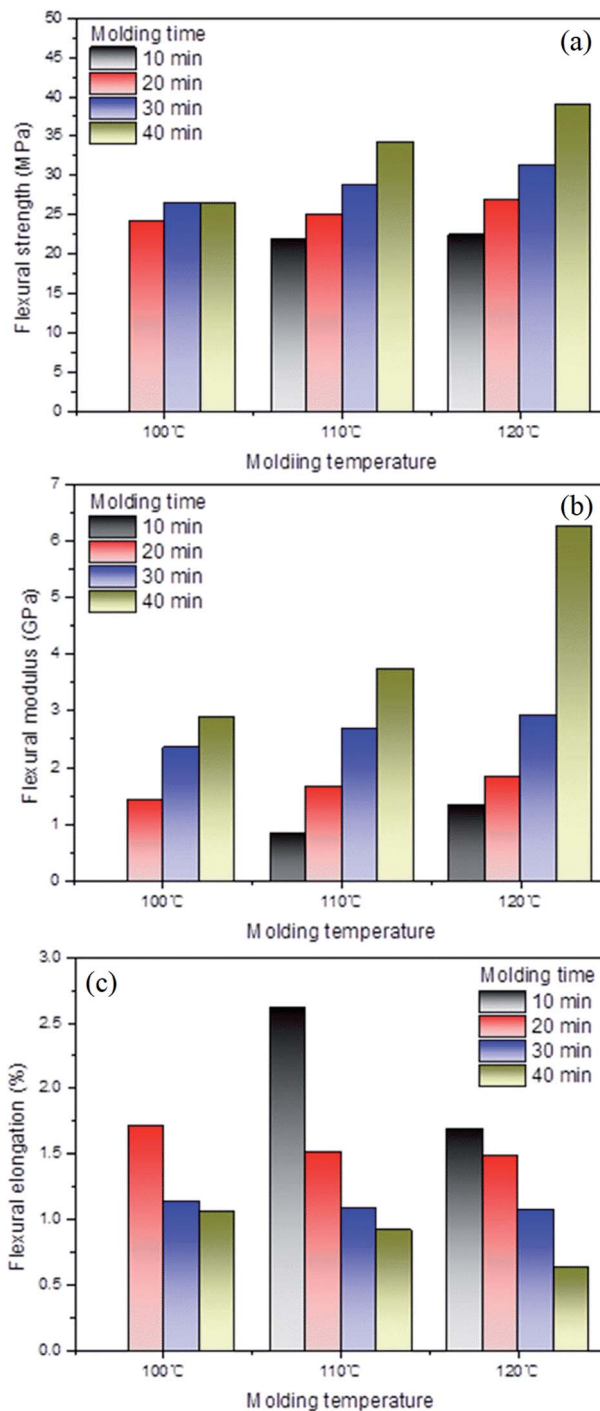 50
45
40
35
30
25
20
15
10
5
0
Flexural strength (MPa)
Molding time
10 min
20 min
30 min
40 min
(a)
100℃
110℃
120℃
Moldiing temperature
7
6
5
4
3
2
1
0
Flexural modulus (GPa)
Molding time
10 min
20 min
30 min
40 min
(b)
100℃
110℃
120℃
Molding temperature
3.0
2.5
2.0
1.5
1.0
0.5
0.0
Flexural elongation (%)
(c)
Molding time
10 min
20 min
30 min
40 min
100℃
110℃
120℃
Molding temperature